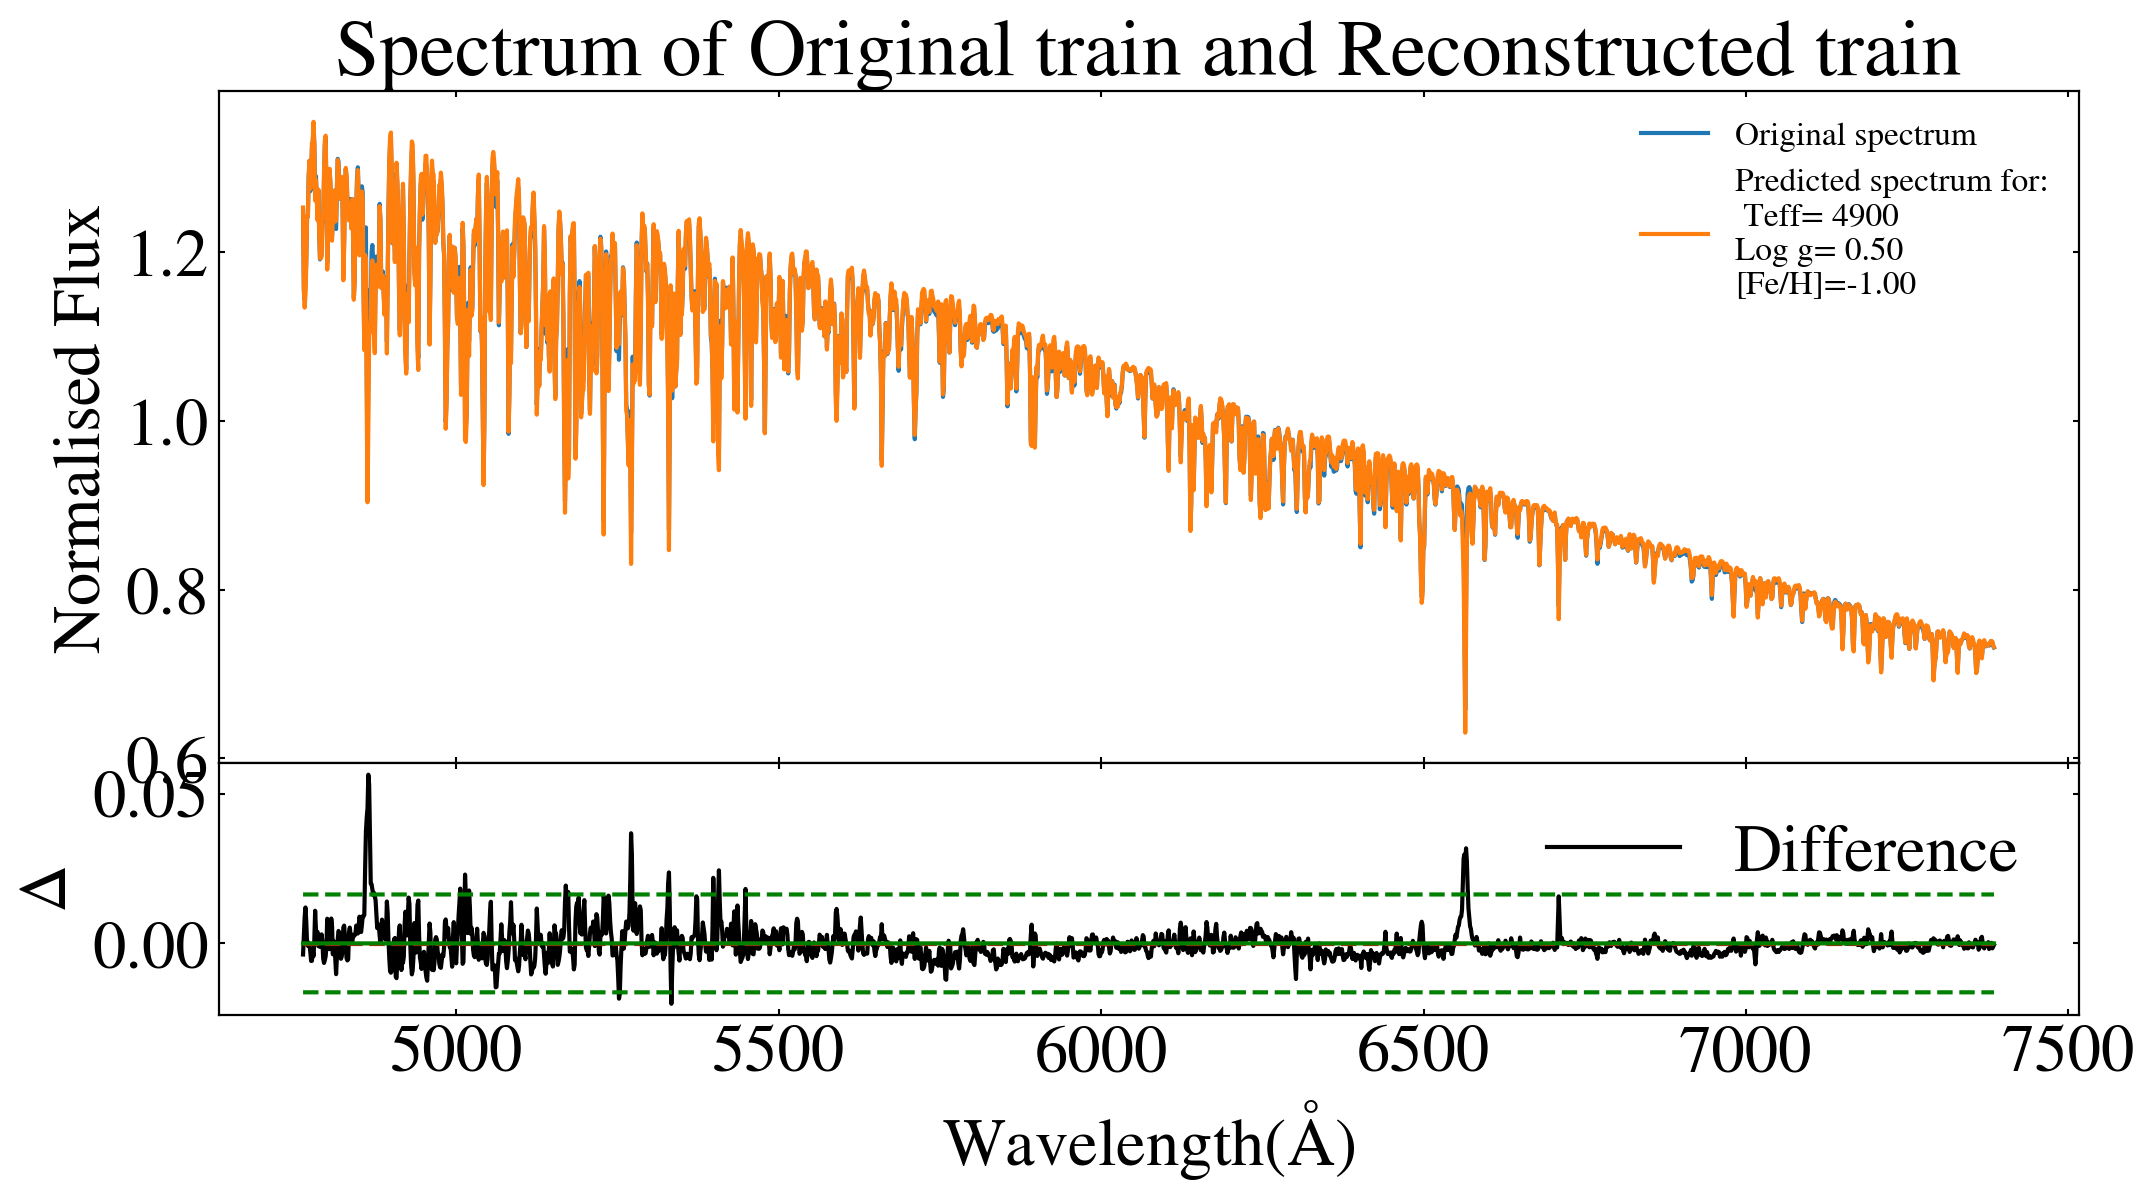 Spectrum of Original train and Reconstructed train
Original spectrum
Predicted spectrum for:
Teff= 4900
Log g= 0.50
[Fe/H]=-1.00
Normalised Flux
1.2
1.0
0.8
0.6
0.05
0.00
Δ
Difference
5000 5500 6000 6500 7000 7500
Wavelength(Å)